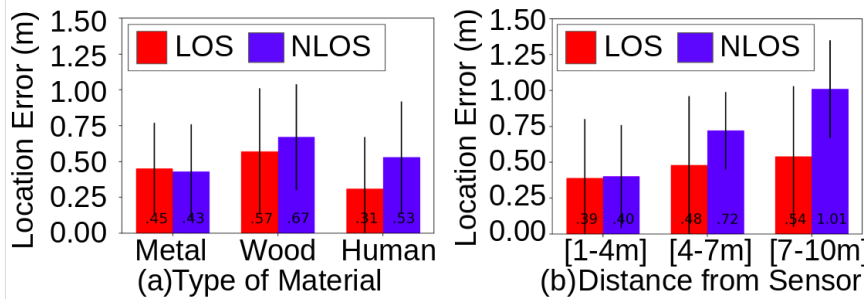 Location Error (m)
1.50
1.25
1.00
0.75
0.50
0.25
0.00
LOS NLOS
.45 .43 .57 .67 .31 .53
Metal Wood Human
(a)Type of Material
Location Error (m)
1.50
1.25
1.00
0.75
0.50
0.25
0.00
LOS NLOS
.39 .40 .48 .72 .54 1.01
[1-4m] [4-7m] [7-10m]
(b)Distance from Sensor